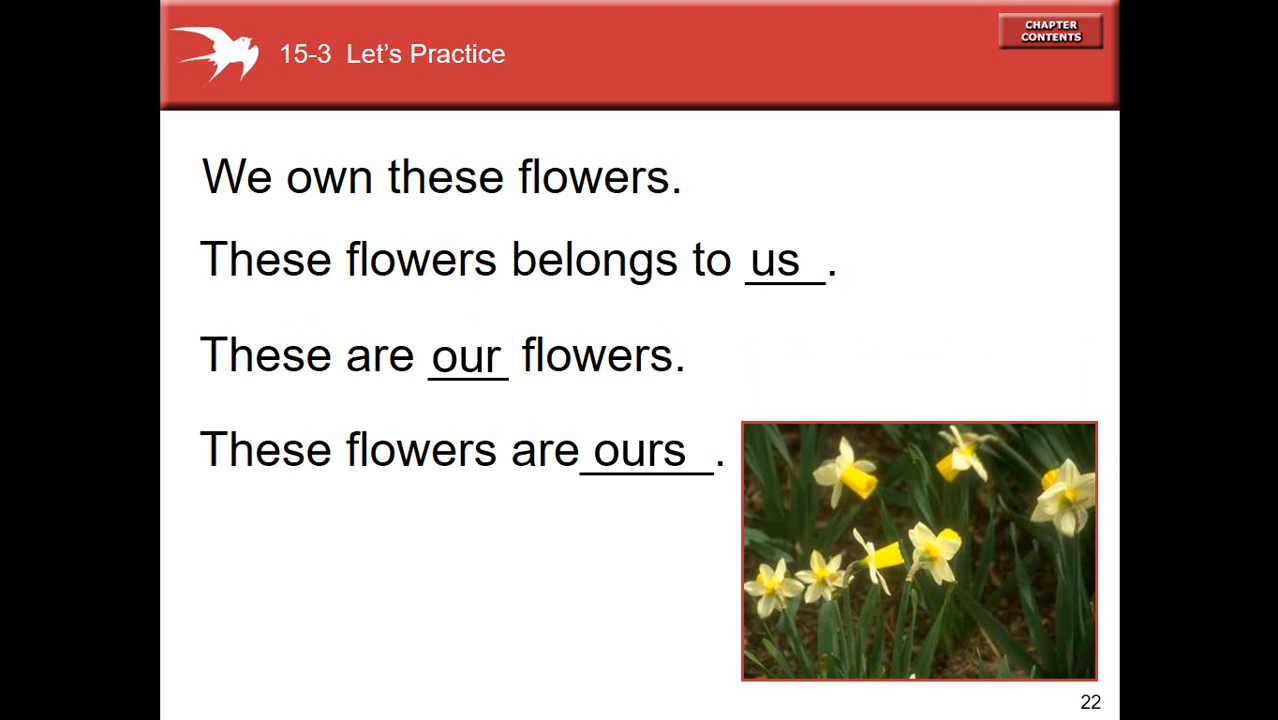 CHAPTER
CONTENTS
15-3 Let's Practice
We own these flowers.
These flowers belongs to us.
These are our flowers.
These flowers are ours.
22